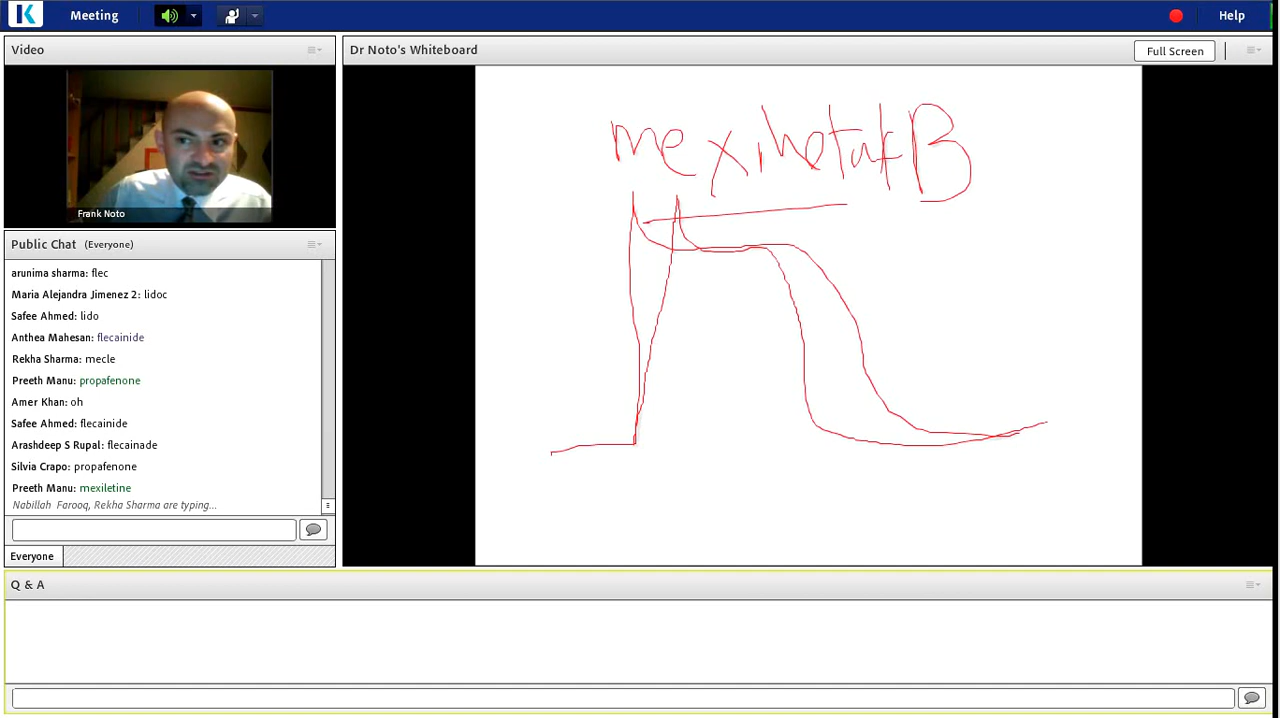 K Meeting Help
Video
Frank Noto
Public Chat (Everyone)
arunima sharma: flec
Maria Alejandra Jimenez 2: lidoc
Safee Ahmed: lido
Anthea Mahesan: flecainide
Rekha Sharma: mecle
Preeth Manu: propafenone
Amer Khan: oh
Safee Ahmed: flecainide
Arashdeep S Rupal: flecainade
Silvia Crapo: propafenone
Preeth Manu: mexiletine
Nabillah Farooq, Rekha Sharma are typing...
Everyone
Dr Noto's Whiteboard Full Screen
B
Q & A